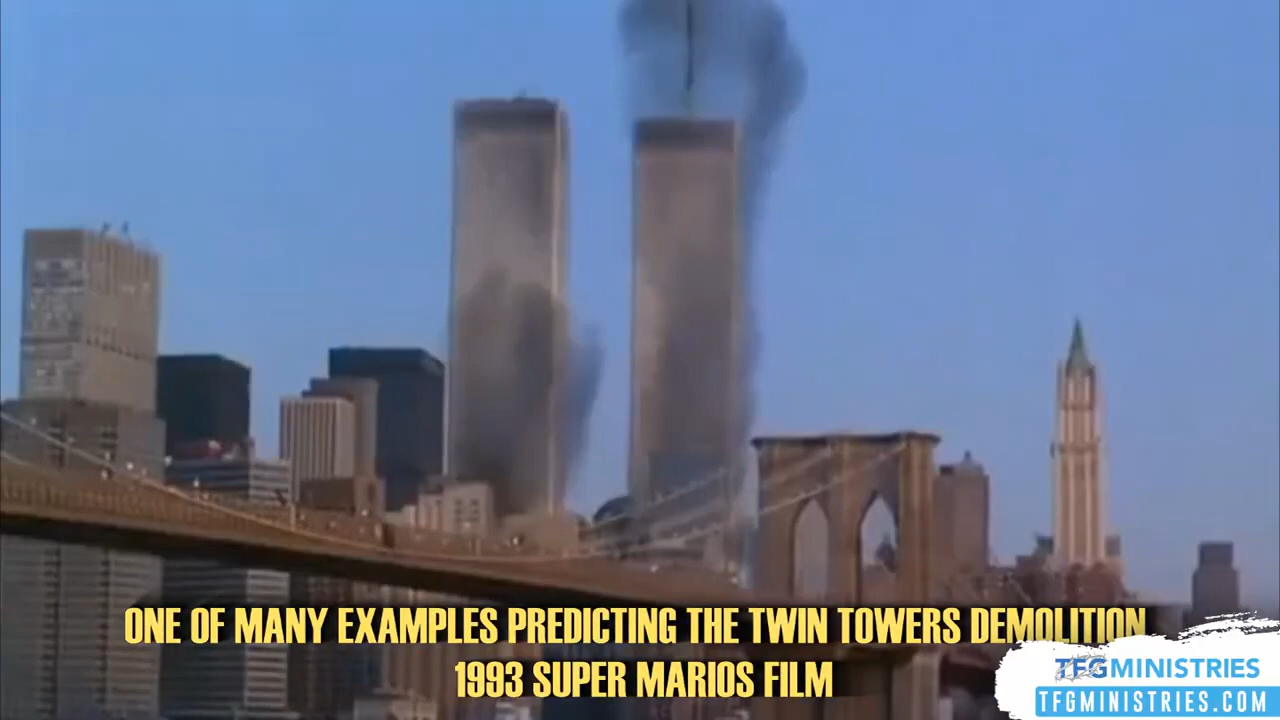 ONE OF MANY EXAMPLES PREDICTING THE TWIN TOWERS DEMOLITION
1993 SUPER MARIOS FILM
TFGMINISTRIES
TFGMINISTRIES.COM